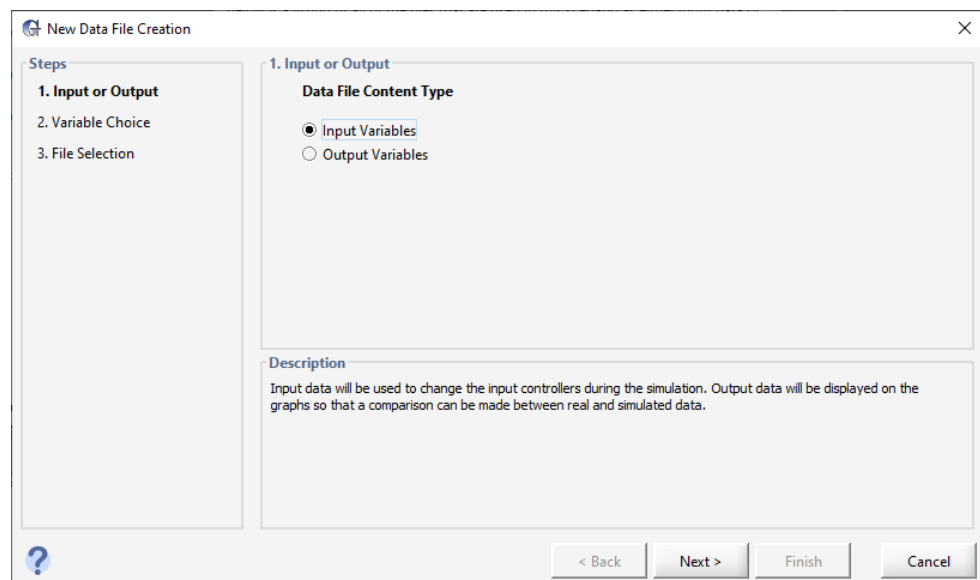 New Data File Creation
Steps
1. Input or Output
2. Variable Choice
3. File Selection
1. Input or Output
Data File Content Type
Input Variables
Output Variables
Description
Input data will be used to change the input controllers during the simulation. Output data will be displayed on the
graphs so that a comparison can be made between real and simulated data.
?
< Back
Next >
Finish
Cancel